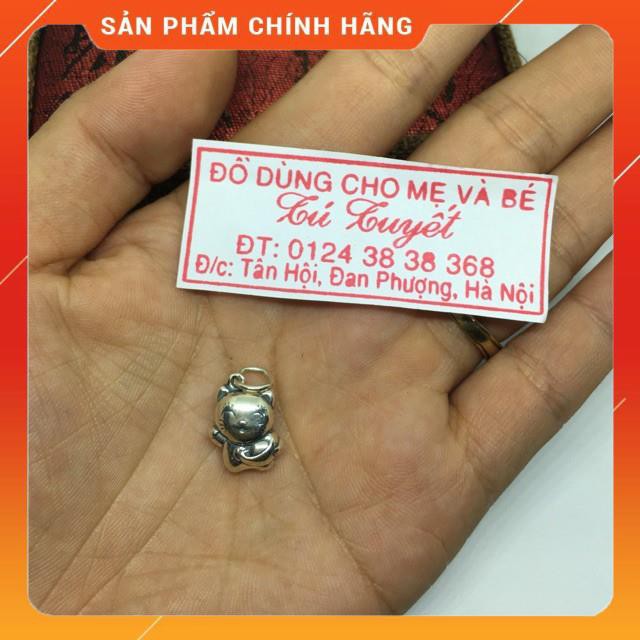 SẢN PHẨM CHÍNH HÃNG
ĐỒ DÙNG CHO MẸ VÀ BÉ
Tú Tuyết
ĐT: 0124 38 38 368
Đ/c: Tân Hội, Đan Phượng, Hà Nội